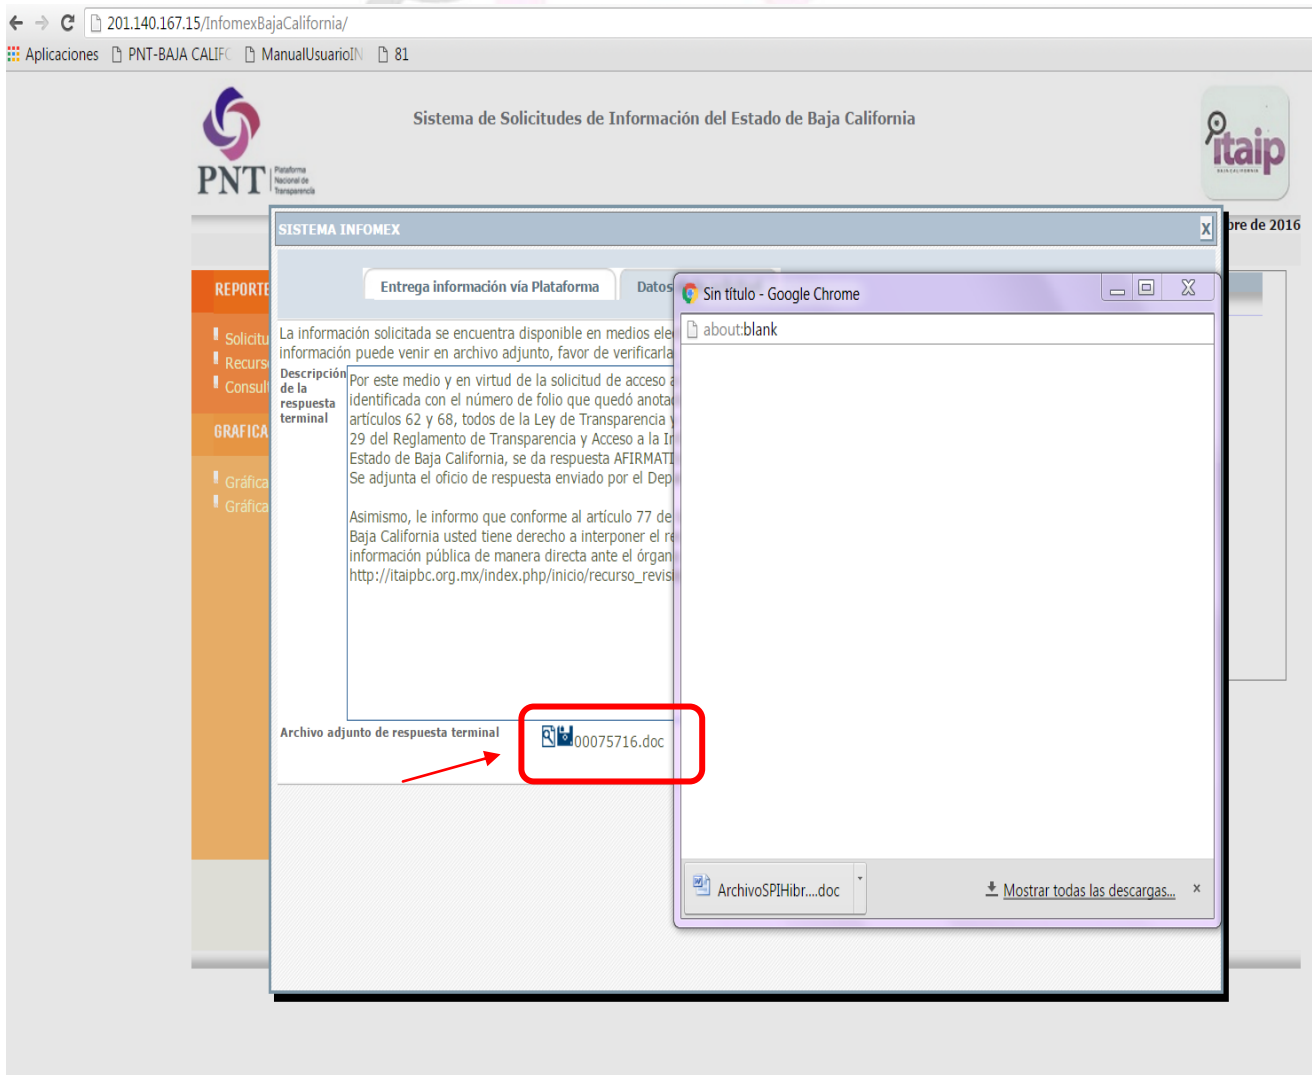 201.140.167.15/InfomexBajaCalifornia/
Aplicaciones PNT-BAJA CALIFC ManualUsuarioIN 81
Sistema de Solicitudes de Información del Estado de Baja California
PNT
Plataforma
Nacional de
Transparencia
itaip
BAJA CALIFORNIA
bre de 2016
SISTEMA INFOMEX X
REPORTE
Solicitu
Recurs
Consult
GRAFICA
Gráfica
Gráfica
Entrega información vía Plataforma Datos
La información solicitada se encuentra disponible en medios ele
información puede venir en archivo adjunto, favor de verificarla
Descripción
de la
respuesta
terminal
Por este medio y en virtud de la solicitud de acceso a
identificada con el número de folio que quedó anota
artículos 62 y 68, todos de la Ley de Transparencia y
29 del Reglamento de Transparencia y Acceso a la In
Estado de Baja California, se da respuesta AFIRMATI
Se adjunta el oficio de respuesta enviado por el Dep
Asimismo, le informo que conforme al artículo 77 de
Baja California usted tiene derecho a interponer el re
información pública de manera directa ante el órgan
http://itaipbc.org.mx/index.php/inicio/recurso_revisi
Archivo adjunto de respuesta terminal
00075716.doc
Sin título - Google Chrome
about:blank
ArchivoSPIHibr....doc
Mostrar todas las descargas... ×